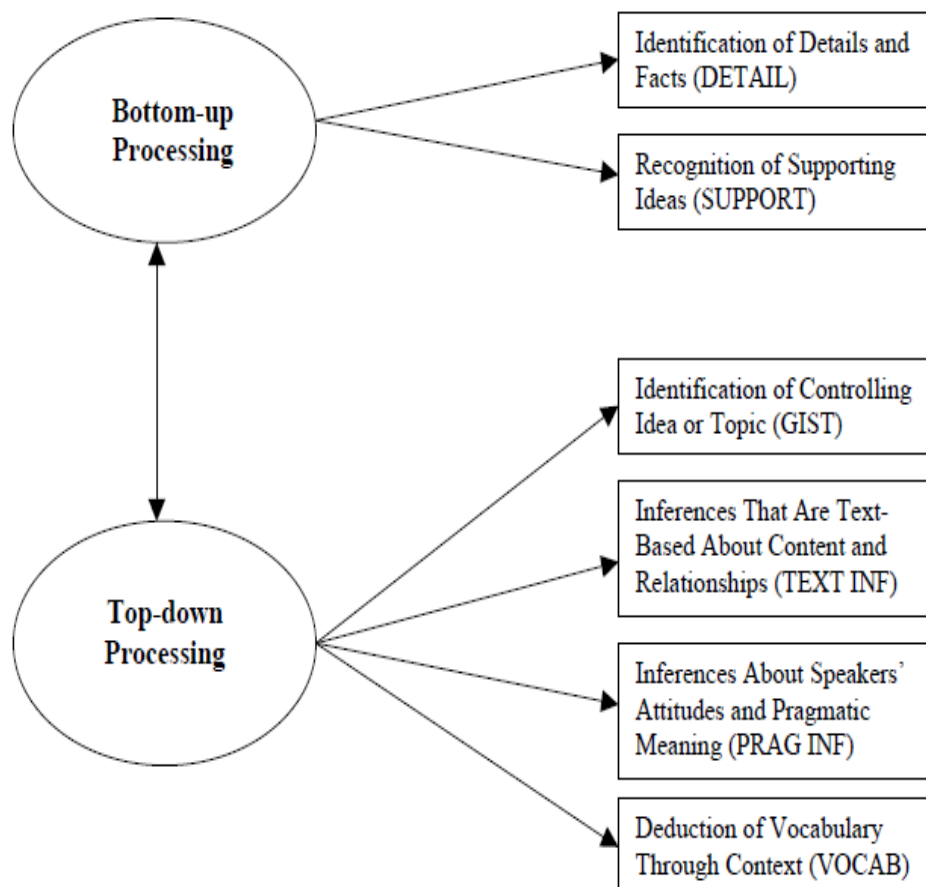 Bottom-up
Processing
Identification of Details and
Facts (DETAIL)
Recognition of Supporting
Ideas (SUPPORT)
Top-down
Processing
Identification of Controlling
Idea or Topic (GIST)
Inferences That Are Text-
Based About Content and
Relationships (TEXT INF)
Inferences About Speakers’
Attitudes and Pragmatic
Meaning (PRAG INF)
Deduction of Vocabulary
Through Context (VOCAB)